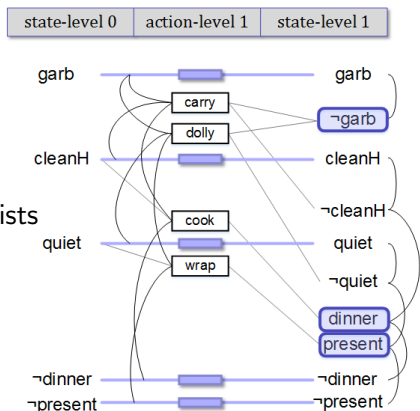 state-level 0 action-level 1 state-level 1
garb garb
carry
¬garb
dolly
cleanH cleanH
ists
¬cleanH
cook
quiet quiet
wrap
¬quiet
dinner
present
¬dinner ¬dinner
¬present ¬present